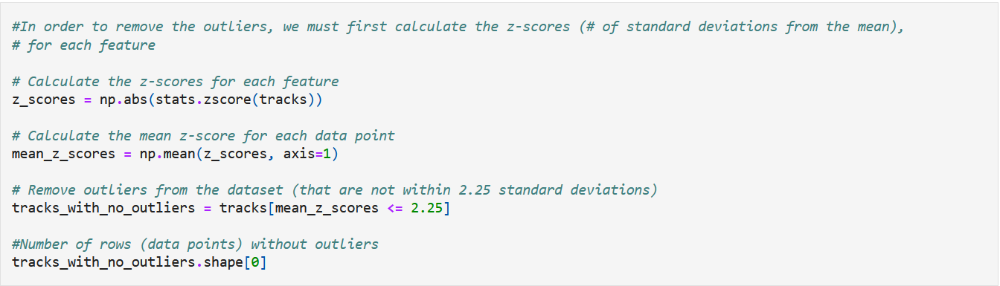 #In order to remove the outliers, we must first calculate the z-scores (# of standard deviations from the mean),
# for each feature
# Calculate the z-scores for each feature
z_scores = np.abs(stats.zscore(tracks))
# Calculate the mean z-score for each data point
mean_z_scores = np.mean(z_scores, axis=1)
# Remove outliers from the dataset (that are not within 2.25 standard deviations)
tracks_with_no_outliers = tracks[mean_z_scores <= 2.25]
#Number of rows (data points) without outliers
tracks_with_no_outliers.shape[0]